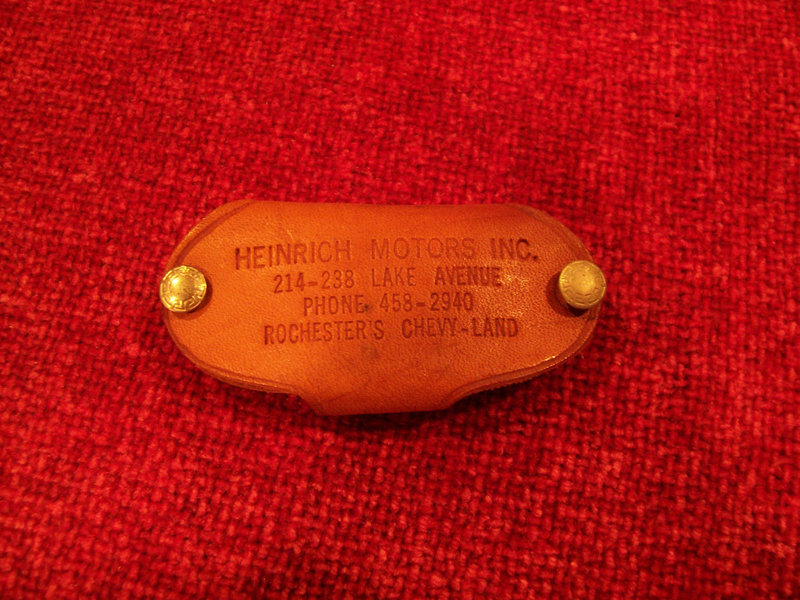 HEINRICH MOTORS INC.
214-238 LAKE AVENUE
PHONE 458-2940
ROCHESTER'S CHEVY-LAND